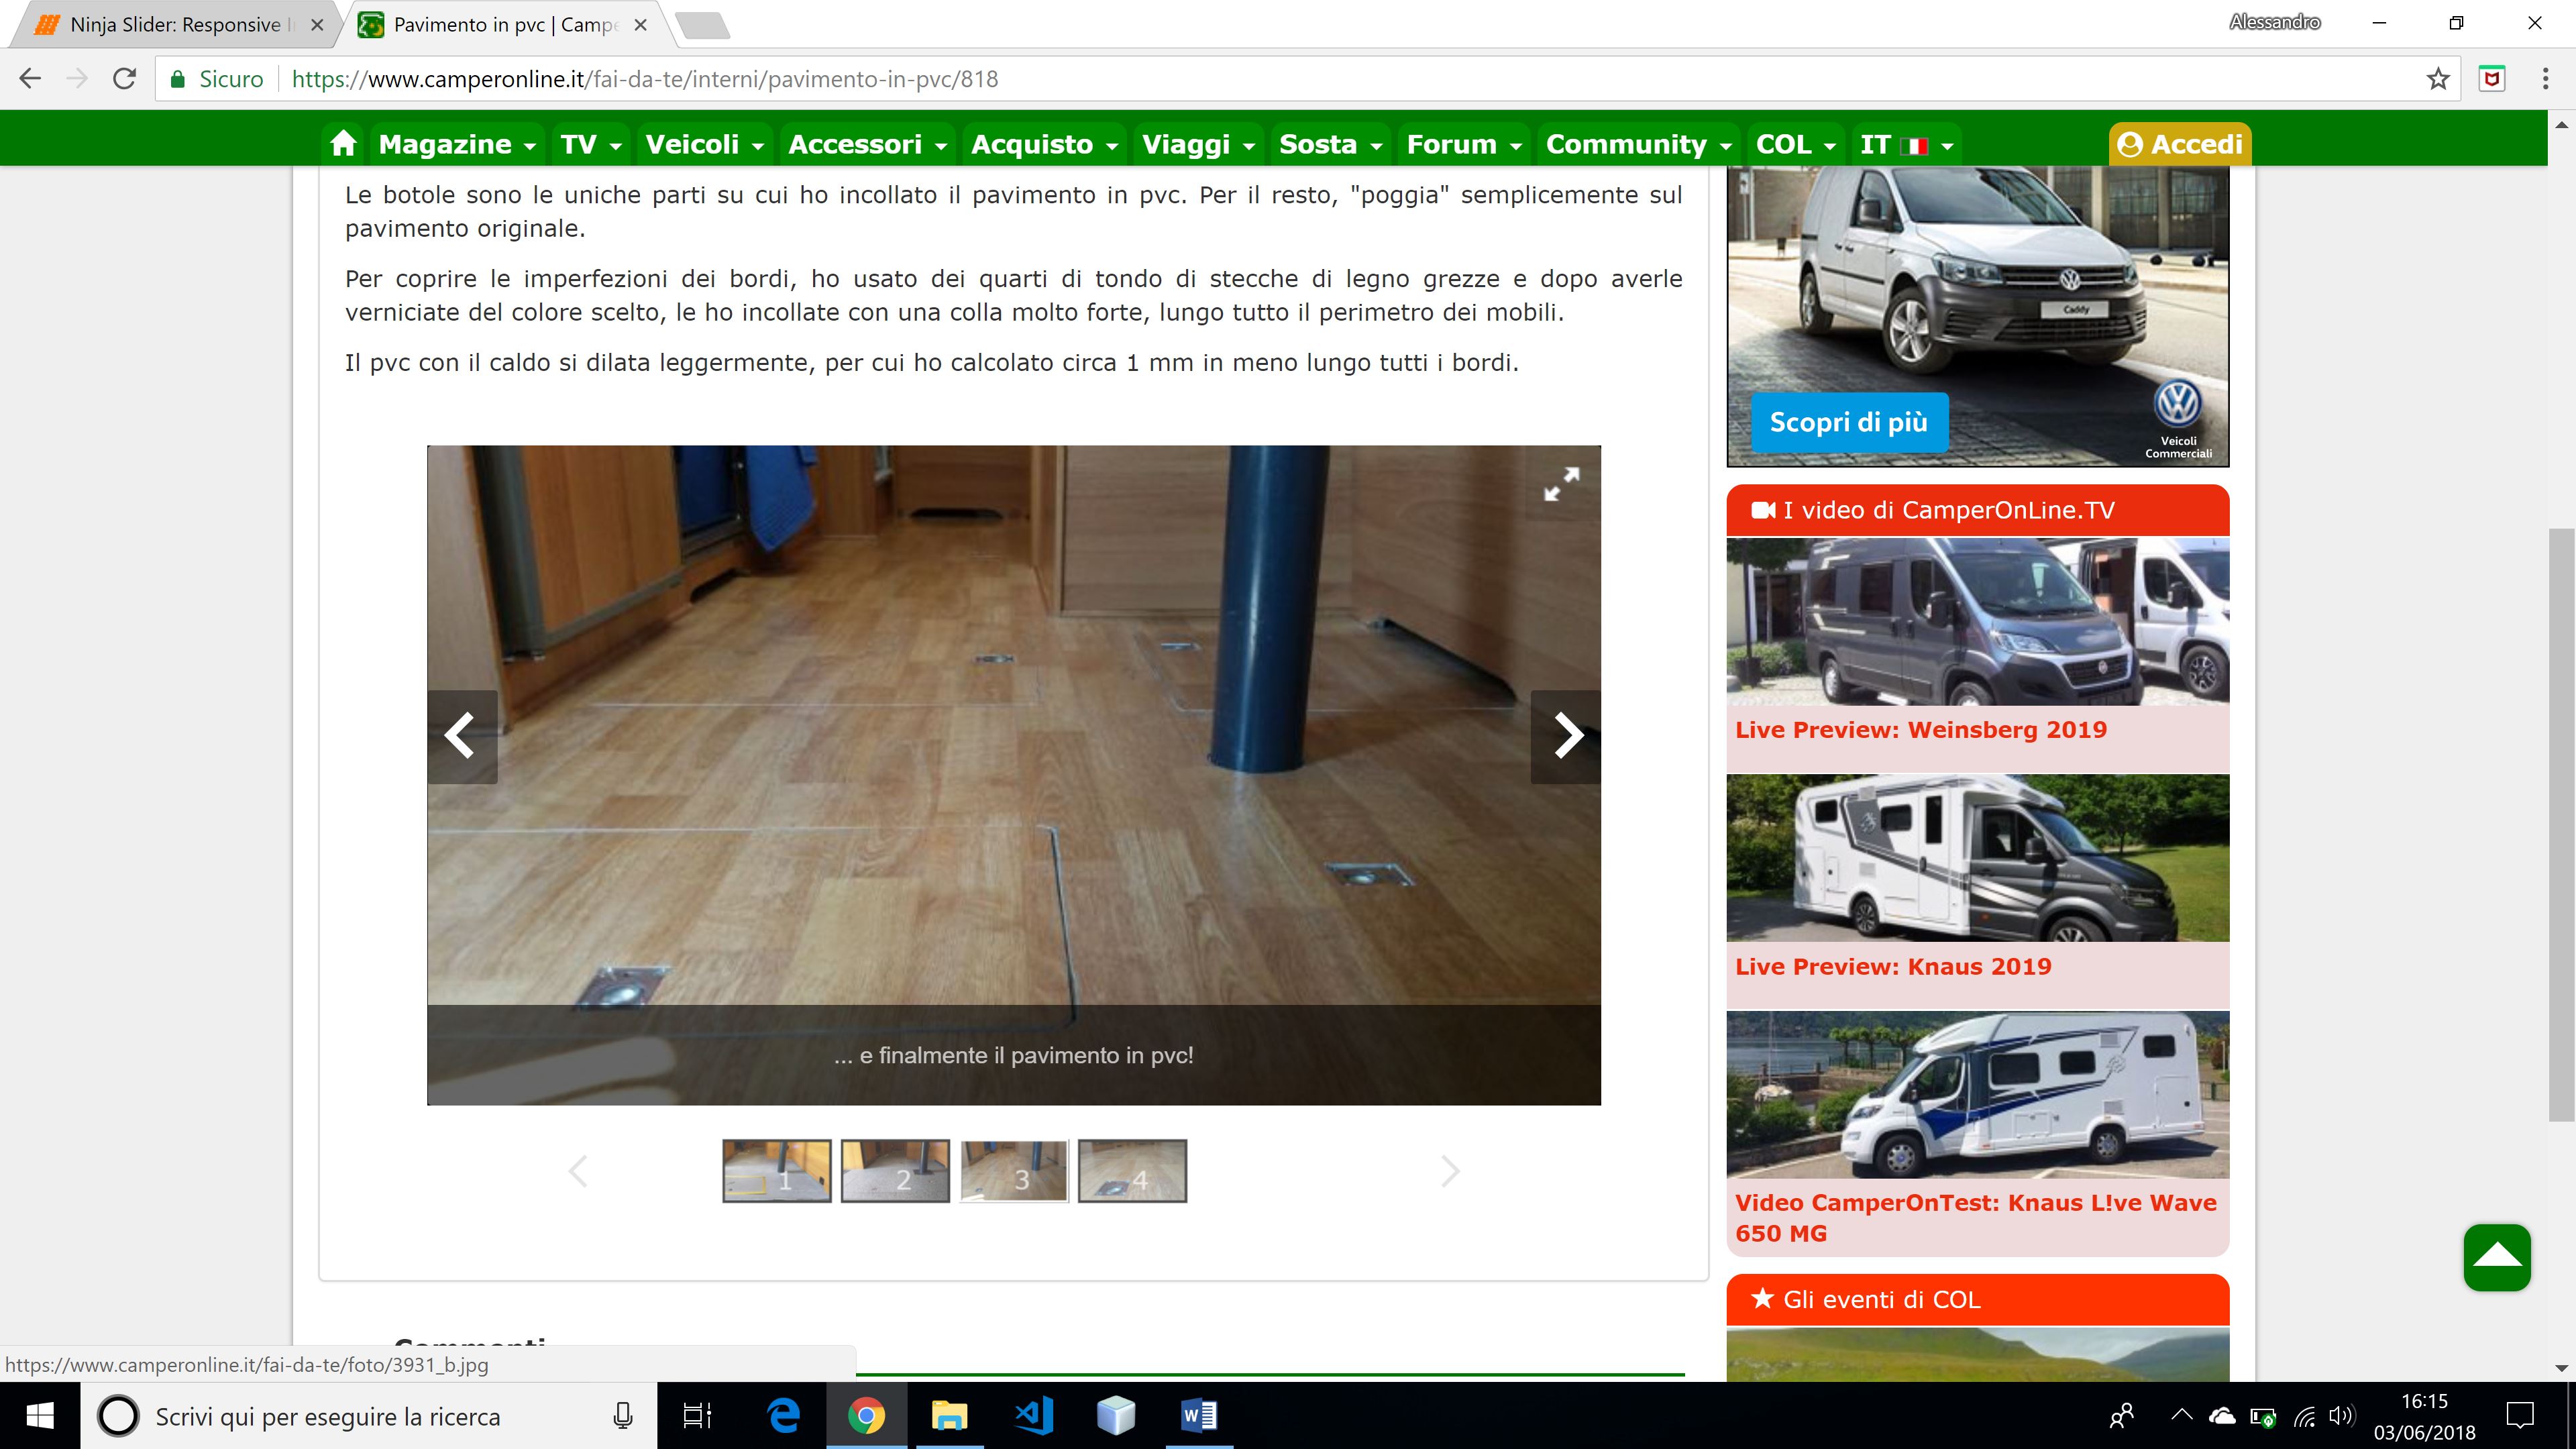 Ninja Slider: Responsive I
Pavimento in pvc | Campe
Alessandro
Sicuro
https://www.camperonline.it/fai-da-te/interni/pavimento-in-pvc/818
Magazine TV Veicoli Accessori Acquisto Viaggi Sosta Forum Community COL IT Accedi
Le botole sono le uniche parti su cui ho incollato il pavimento in pvc. Per il resto, "poggia" semplicemente sul
pavimento originale.
Per coprire le imperfezioni dei bordi, ho usato dei quarti di tondo di stecche di legno grezze e dopo averle
verniciate del colore scelto, le ho incollate con una colla molto forte, lungo tutto il perimetro dei mobili.
Il pvc con il caldo si dilata leggermente, per cui ho calcolato circa 1 mm in meno lungo tutti i bordi.
... e finalmente il pavimento in pvc!
1 2 3 4
Commenti
Caddy
Scopri di più
Veicoli
Commerciali
I video di CamperOnLine.TV
Live Preview: Weinsberg 2019
Live Preview: Knaus 2019
Video CamperOnTest: Knaus L!ve Wave
650 MG
Gli eventi di COL
https://www.camperonline.it/fai-da-te/foto/3931_b.jpg
Scrivi qui per eseguire la ricerca
16:15
03/06/2018